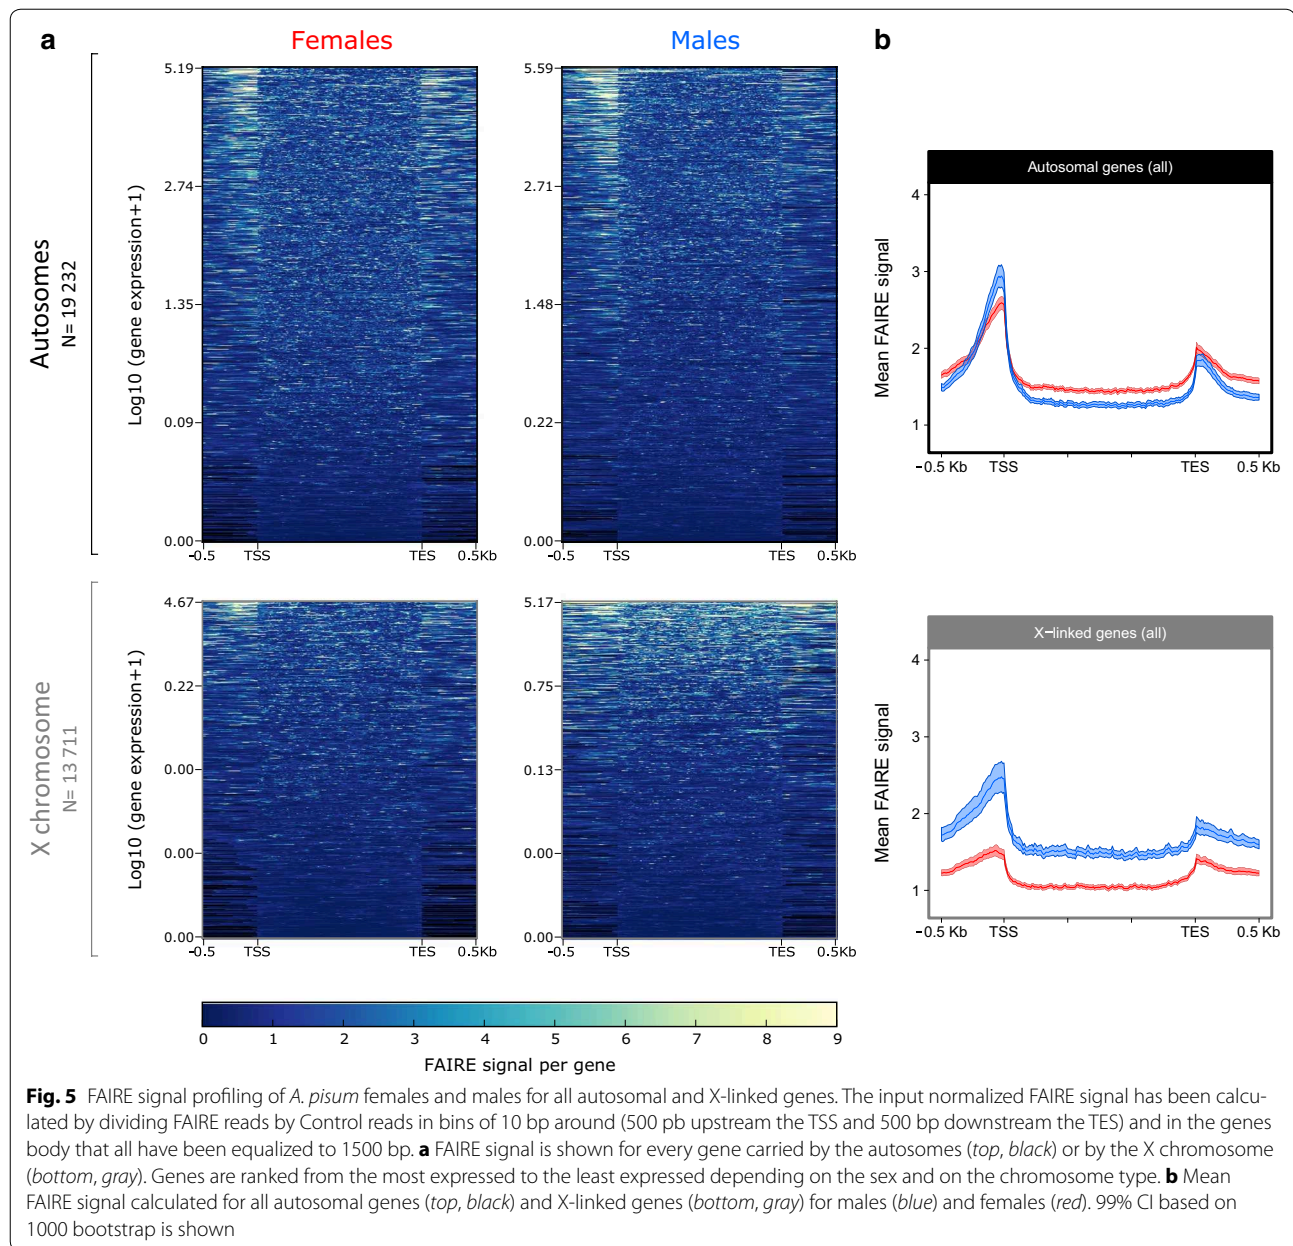 a
Females
Males
b
Autosomes
N= 19 232
Log10 (gene expression+1)
5.19
2.74
1.35
0.09
0.00
-0.5 TSS TES 0.5Kb
5.59
2.71
1.48
0.22
0.00
-0.5 TSS TES 0.5Kb
Autosomal genes (all)
Mean FAIRE signal
4
3
2
1
−0.5 Kb TSS TES 0.5 Kb
X chromosome
N= 13 711
Log10 (gene expression+1)
4.67
0.22
0.00
0.00
0.00
-0.5 TSS TES 0.5Kb
5.17
0.75
0.13
0.00
0.00
-0.5 TSS TES 0.5Kb
X−linked genes (all)
Mean FAIRE signal
4
3
2
1
−0.5 Kb TSS TES 0.5 Kb
0 1 2 3 4 5 6 7 8 9
FAIRE signal per gene
Fig. 5 FAIRE signal profiling of A. pisum females and males for all autosomal and X-linked genes. The input normalized FAIRE signal has been calcu-
lated by dividing FAIRE reads by Control reads in bins of 10 bp around (500 pb upstream the TSS and 500 bp downstream the TES) and in the genes
body that all have been equalized to 1500 bp. a FAIRE signal is shown for every gene carried by the autosomes (top, black) or by the X chromosome
(bottom, gray). Genes are ranked from the most expressed to the least expressed depending on the sex and on the chromosome type. b Mean
FAIRE signal calculated for all autosomal genes (top, black) and X-linked genes (bottom, gray) for males (blue) and females (red). 99% CI based on
1000 bootstrap is shown